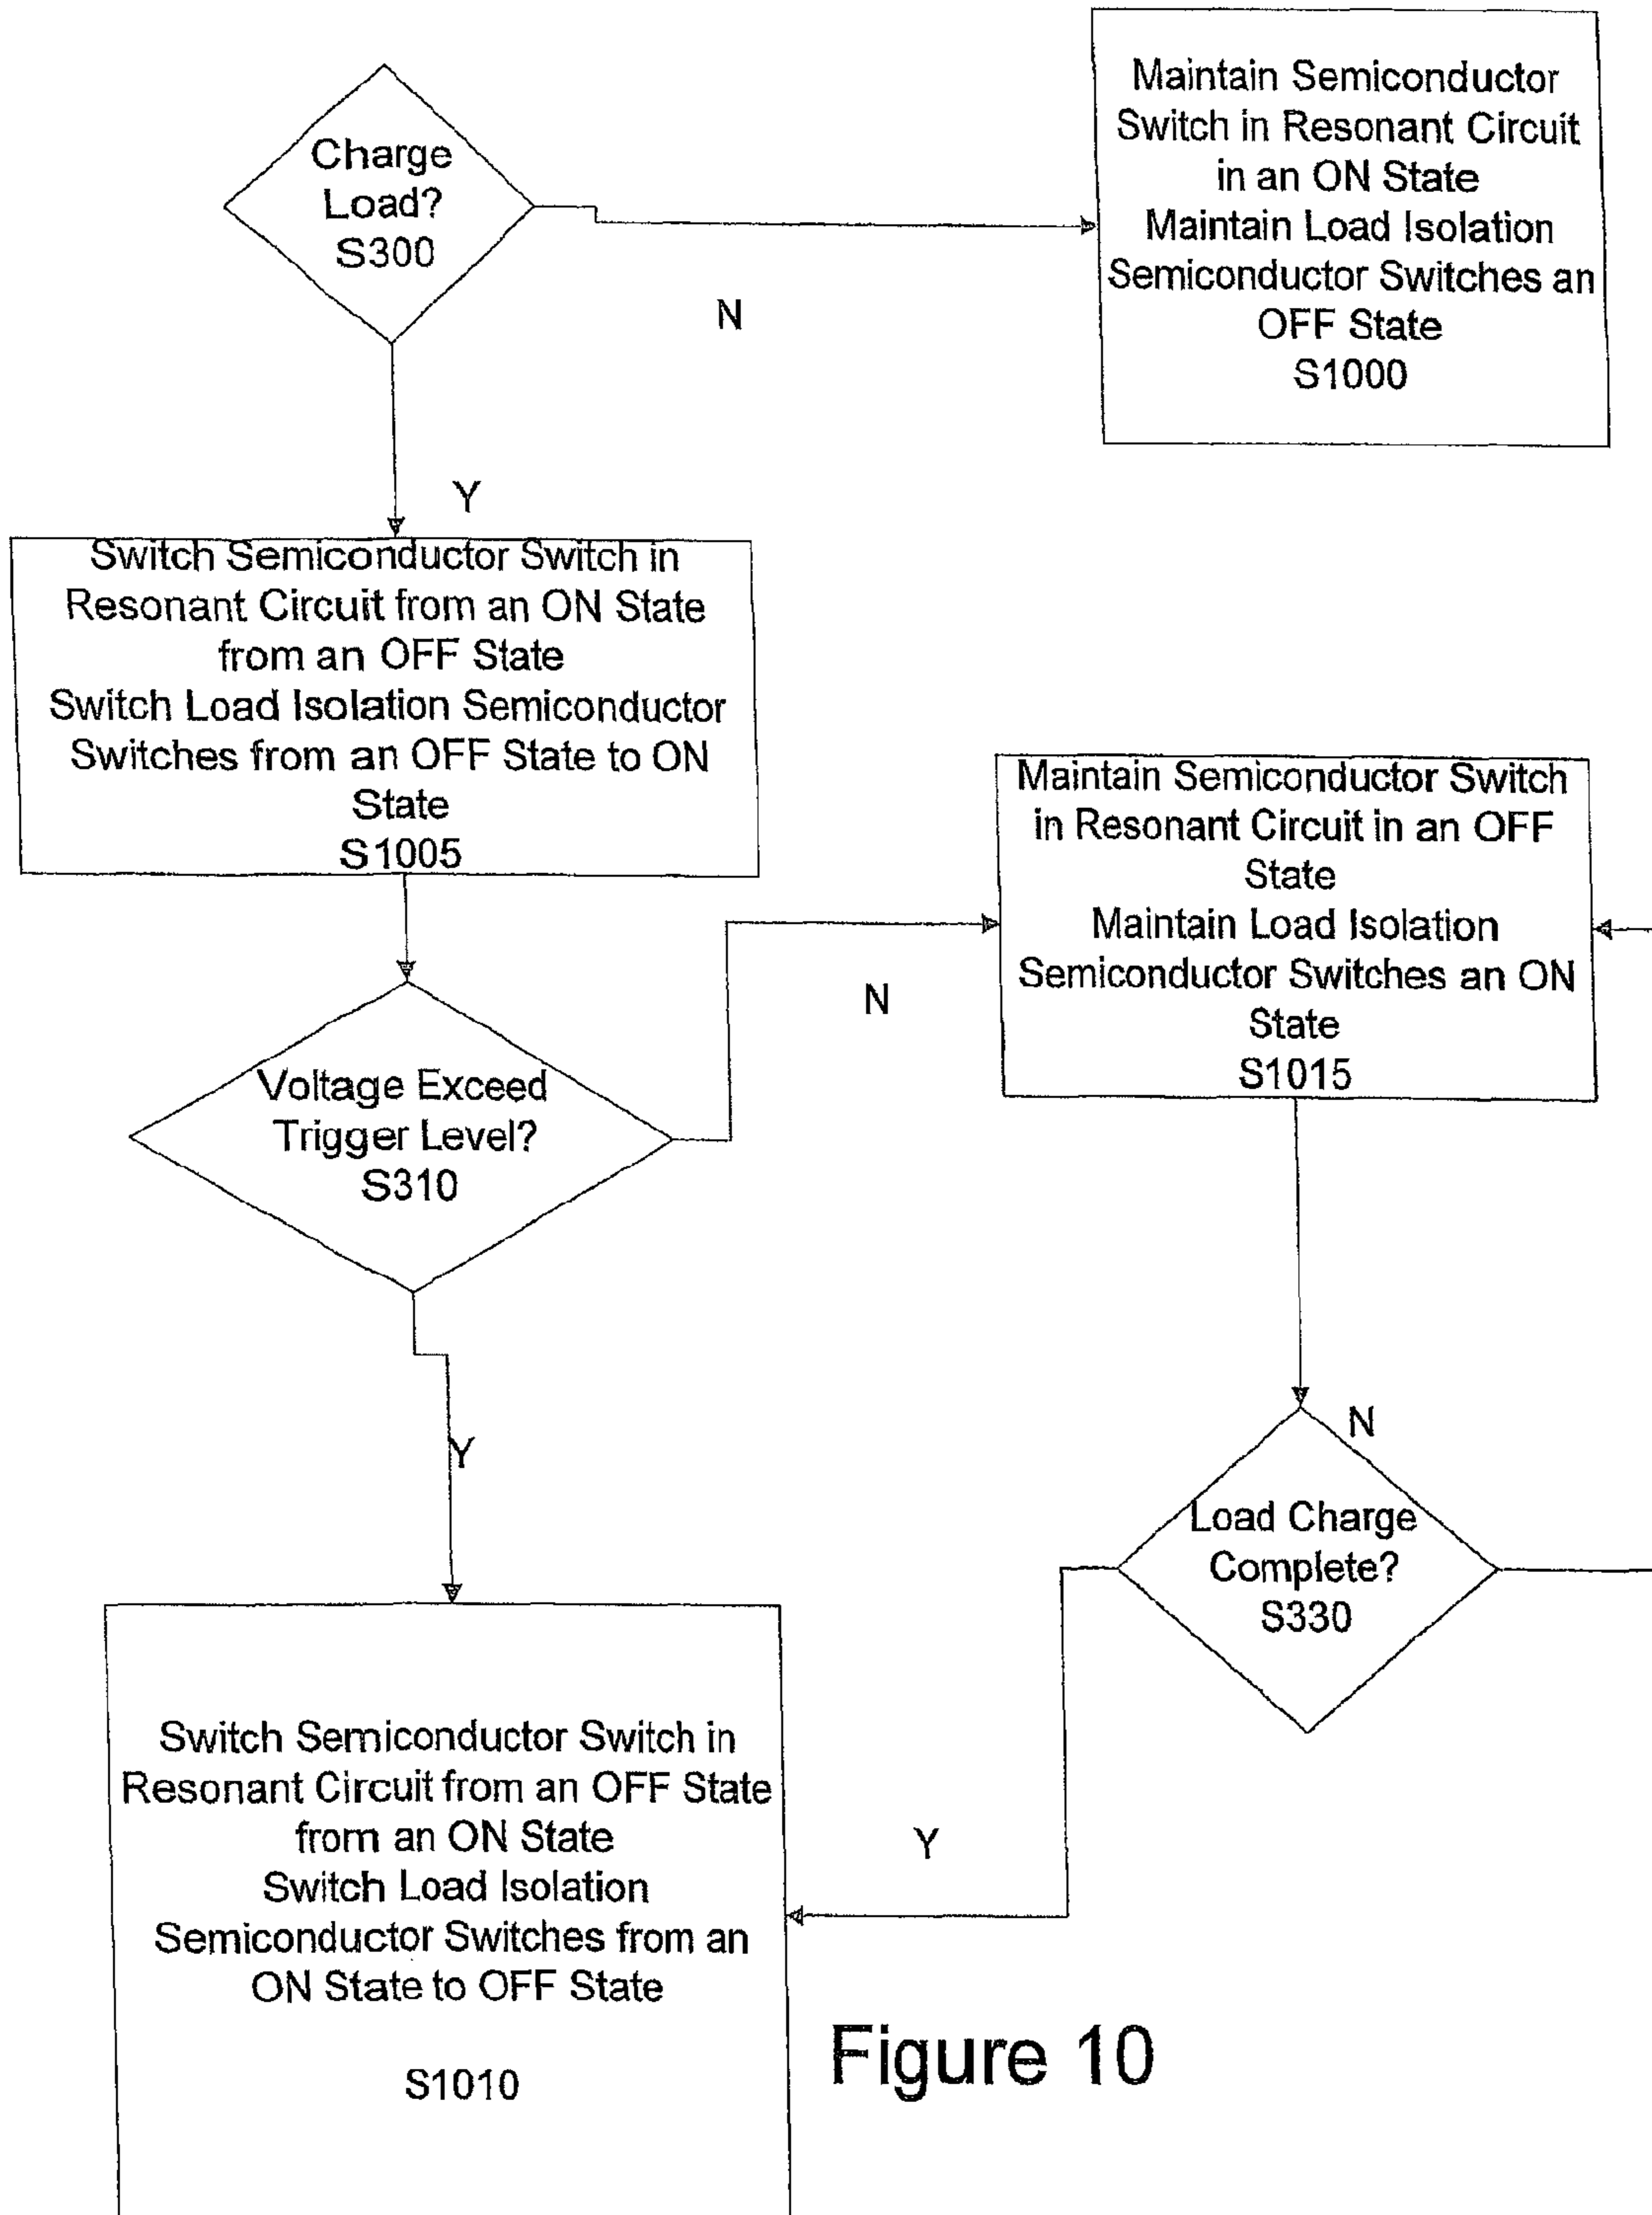 Charge
Load?
S300
N
Maintain Semiconductor
Switch in Resonant Circuit
in an ON State
Maintain Load Isolation
Semiconductor Switches an
OFF State
S1000
Y
Switch Semiconductor Switch in
Resonant Circuit from an ON State
from an OFF State
Switch Load Isolation Semiconductor
Switches from an OFF State to ON
State
S1005
Voltage Exceed
Trigger Level?
S310
N
Maintain Semiconductor Switch
in Resonant Circuit in an OFF
State
Maintain Load Isolation
Semiconductor Switches an ON
State
S1015
Y
N
Load Charge
Complete?
S330
Y
Switch Semiconductor Switch in
Resonant Circuit from an OFF State
from an ON State
Switch Load Isolation
Semiconductor Switches from an
ON State to OFF State
S1010
Figure 10